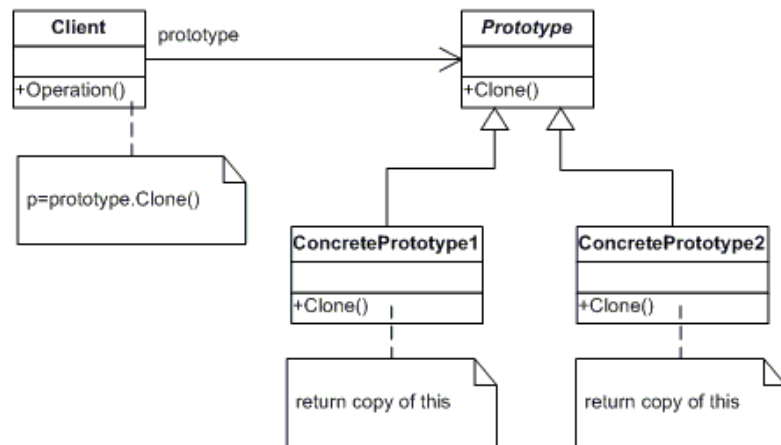 Client
prototype
Prototype
+Operation()
+Clone()
p=prototype.Clone()
ConcretePrototype1
ConcretePrototype2
+Clone()
+Clone()
return copy of this
return copy of this